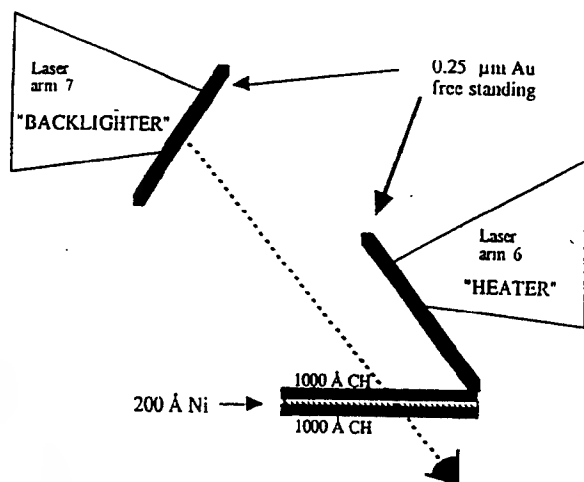 Laser
arm 7
"BACKLIGHTER"
0.25 µm Au
free standing
Laser
arm 6
"HEATER"
1000 Å CH
200 Å Ni
1000 Å CH